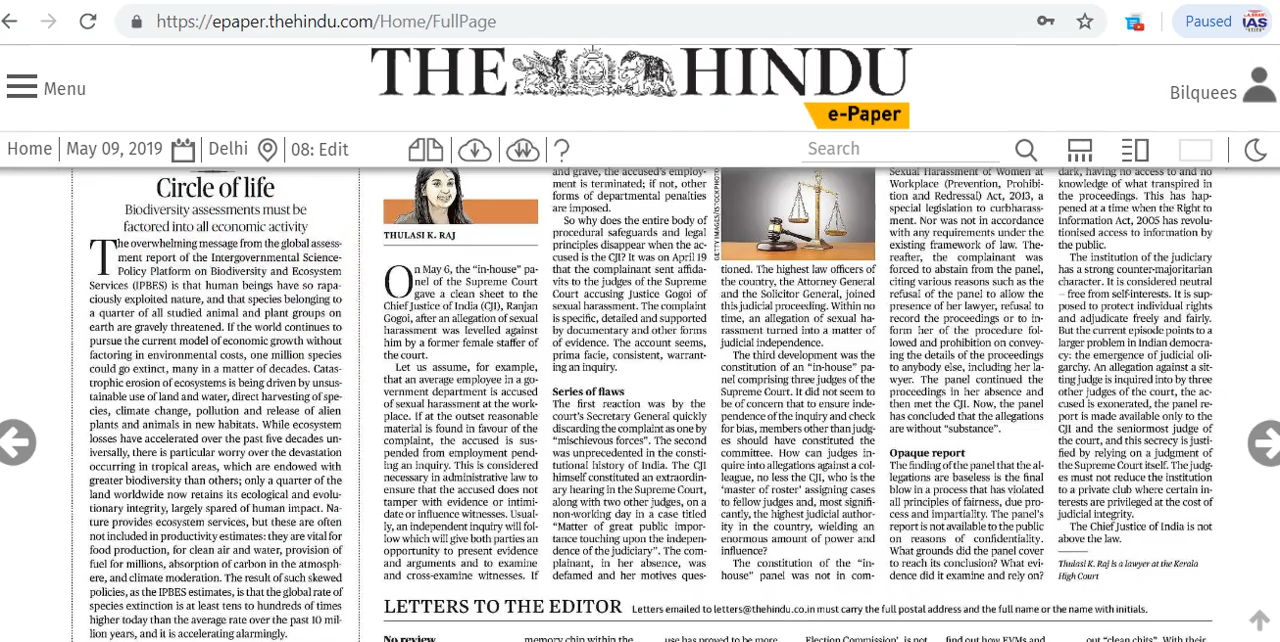 https://epaper.thehindu.com/Home/FullPage
Paused
IAS
Menu
THE HINDU
e-Paper
Bilquees
Home
May 09, 2019
Delhi
08: Edit
?
Search
Circle of life
Biodiversity assessments must be
factored into all economic activity
The overwhelming message from the global assess-
ment report of the Intergovernmental Science-
Policy Platform on Biodiversity and Ecosystem
Services (IPBES) is that human beings have so rapa-
ciously exploited nature, and that species belonging to
a quarter of all studied animal and plant groups on
earth are gravely threatened. If the world continues to
pursue the current model of economic growth without
factoring in environmental costs, one million species
could go extinct, many in a matter of decades. Catas-
trophic erosion of ecosystems is being driven by unsus-
tainable use of land and water, direct harvesting of spe-
cies, climate change, pollution and release of alien
plants and animals in new habitats. While ecosystem
losses have accelerated over the past five decades un-
iversally, there is particular worry over the devastation
occurring in tropical areas, which are endowed with
greater biodiversity than others; only a quarter of the
land worldwide now retains its ecological and evolu-
tionary integrity, largely spared of human impact. Na-
ture provides ecosystem services, but these are often
not included in productivity estimates: they are vital for
food production, for clean air and water, provision of
fuel for millions, absorption of carbon in the atmosph-
ere, and climate moderation. The result of such skewed
policies, as the IPBES estimates, is that the global rate of
species extinction is at least tens to hundreds of times
higher today than the average rate over the past 10 mil-
lion years, and it is accelerating alarmingly.
THULASI K. RAJ
On May 6, the “in-house” pa-
nel of the Supreme Court
gave a clean sheet to the
Chief Justice of India (CJI), Ranjan
Gogoi, after an allegation of sexual
harassment was levelled against
him by a former female staffer of
the court.
Let us assume, for example,
that an average employee in a go-
vernment department is accused
of sexual harassment at the work-
place. If at the outset reasonable
material is found in favour of the
complaint, the accused is sus-
pended from employment pend-
ing an inquiry. This is considered
necessary in administrative law to
ensure that the accused does not
tamper with evidence or intimi-
date or influence witnesses. Usual-
ly, an independent inquiry will fol-
low which will give both parties an
opportunity to present evidence
and arguments and to examine
and cross-examine witnesses. If
and grave, the accused's employ-
ment is terminated; if not, other
forms of departmental penalties
are imposed.
So why does the entire body of
procedural safeguards and legal
principles disappear when the ac-
cused is the CJI? It was on April 19
that the complainant sent affida-
vits to the judges of the Supreme
Court accusing Justice Gogoi of
sexual harassment. The complaint
is specific, detailed and supported
by documentary and other forms
of evidence. The account seems,
prima facie, consistent, warrant-
ing an inquiry.
Series of flaws
The first reaction was by the
court's Secretary General quickly
discarding the complaint as one by
“mischievous forces”. The second
was unprecedented in the consti-
tutional history of India. The CJI
himself constituted an extraordin-
ary hearing in the Supreme Court,
along with two other judges, on a
non-working day in a case titled
“Matter of great public impor-
tance touching upon the indepen-
dence of the judiciary”. The com-
plainant, in her absence, was
defamed and her motives ques-
GETTY IMAGES/ISTOCKPHOTO
tioned. The highest law officers of
the country, the Attorney General
and the Solicitor General, joined
this judicial proceeding. Within no
time, an allegation of sexual ha-
rassment turned into a matter of
judicial independence.
The third development was the
constitution of an “in-house” pa-
nel comprising three judges of the
Supreme Court. It did not seem to
be of concern that to ensure inde-
pendence of the inquiry and check
for bias, members other than judg-
es should have constituted the
committee. How can judges in-
quire into allegations against a col-
league, no less the CJI, who is the
‘master of roster’ assigning cases
to fellow judges and, most signifi-
cantly, the highest judicial author-
ity in the country, wielding an
enormous amount of power and
influence?
The constitution of the “in-
house” panel was not in com-
Sexual Harassment of Women at
Workplace (Prevention, Prohibi-
tion and Redressal) Act, 2013, a
special legislation to curbharass-
ment. Nor was not in accordance
with any requirements under the
existing framework of law. The-
reafter, the complainant was
forced to abstain from the panel,
citing various reasons such as the
refusal of the panel to allow the
presence of her lawyer, refusal to
record the proceedings or to in-
form her of the procedure fol-
lowed and prohibition on convey-
ing the details of the proceedings
to anybody else, including her la-
wyer. The panel continued the
proceedings in her absence and
then met the CJI. Now, the panel
has concluded that the allegations
are without “substance”.
Opaque report
The finding of the panel that the al-
legations are baseless is the final
blow in a process that has violated
all principles of fairness, due pro-
cess and impartiality. The panel's
report is not available to the public
on reasons of confidentiality.
What grounds did the panel cover
to reach its conclusion? What evi-
dence did it examine and rely on?
dark, having no access to and no
knowledge of what transpired in
the proceedings. This has hap-
pened at a time when the Right to
Information Act, 2005 has revolu-
tionised access to information by
the public.
The institution of the judiciary
has a strong counter-majoritarian
character. It is considered neutral
– free from self-interests. It is sup-
posed to protect individual rights
and adjudicate freely and fairly.
But the current episode points to a
larger problem in Indian democra-
cy: the emergence of judicial oli-
garchy. An allegation against a sit-
ting judge is inquired into by three
other judges of the court, the ac-
cused is exonerated, the panel re-
port is made available only to the
CJI and the seniormost judge of
the court, and this secrecy is justi-
fied by relying on a judgment of
the Supreme Court itself. The judg-
es must not reduce the institution
to a private club where certain in-
terests are privileged at the cost of
judicial integrity.
The Chief Justice of India is not
above the law.
Thulasi K. Raj is a lawyer at the Kerala
High Court
LETTERS TO THE EDITOR Letters emailed to letters@thehindu.co.in must carry the full postal address and the full name or the name with initials.
No review
memory chip within the
use has proved to be more
Election Commission’, is not
find out how EVMs and
out “clean chits”. With their